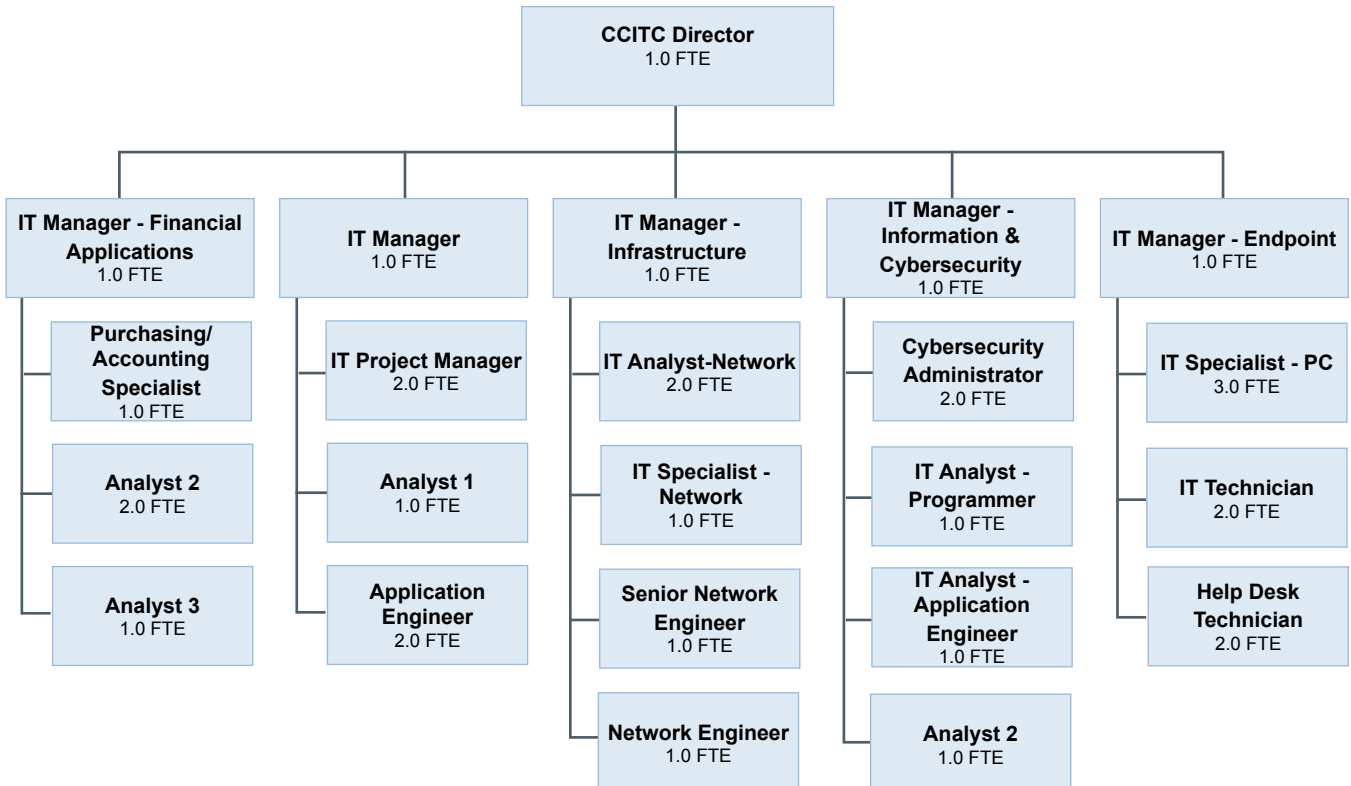 CCITC Director
1.0 FTE
IT Manager - Financial
Applications
1.0 FTE
IT Manager
1.0 FTE
IT Manager -
Infrastructure
1.0 FTE
IT Manager -
Information &
Cybersecurity
1.0 FTE
IT Manager - Endpoint
1.0 FTE
Purchasing/
Accounting
Specialist
1.0 FTE
Analyst 2
2.0 FTE
Analyst 3
1.0 FTE
IT Project Manager
2.0 FTE
Analyst 1
1.0 FTE
Application
Engineer
2.0 FTE
IT Analyst-Network
2.0 FTE
IT Specialist -
Network
1.0 FTE
Senior Network
Engineer
1.0 FTE
Network Engineer
1.0 FTE
Cybersecurity
Administrator
2.0 FTE
IT Analyst -
Programmer
1.0 FTE
IT Analyst -
Application
Engineer
1.0 FTE
Analyst 2
1.0 FTE
IT Specialist - PC
3.0 FTE
IT Technician
2.0 FTE
Help Desk
Technician
2.0 FTE